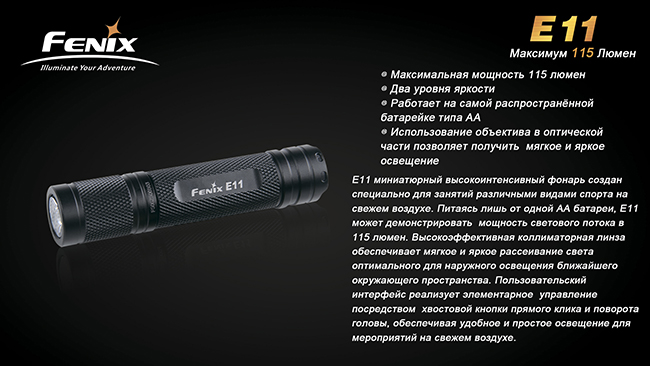 FENIX
Illuminate Your Adventure
E11
Максимум 115 Люмен
Максимальная мощность 115 люмен
Два уровня яркости
Работает на самой распространённой
батарейке типа АА
Использование объектива в оптической
части позволяет получить мягкое и яркое
освещение
FENIX E11
E11 миниатюрный высокоинтенсивный фонарь создан
специально для занятий различными видами спорта на
свежем воздухе. Питаясь лишь от одной АА батареи, E11
может демонстрировать мощность светового потока в
115 люмен. Высокоэффективная коллиматорная линза
обеспечивает мягкое и яркое рассеивание света
оптимального для наружного освещения ближайшего
окружающего пространства. Пользовательский
интерфейс реализует элементарное управление
посредством хвостовой кнопки прямого клика и поворота
головы, обеспечивая удобное и простое освещение для
мероприятий на свежем воздухе.